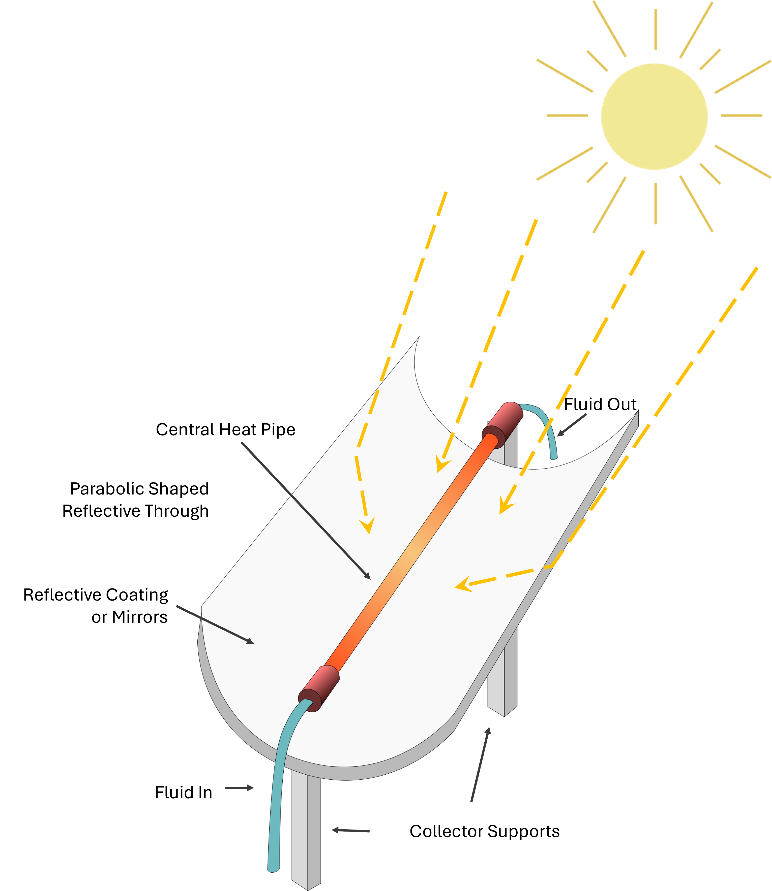 Fluid Out
Central Heat Pipe
Parabolic Shaped
Reflective Through
Reflective Coating
or Mirrors
Fluid In
Collector Supports